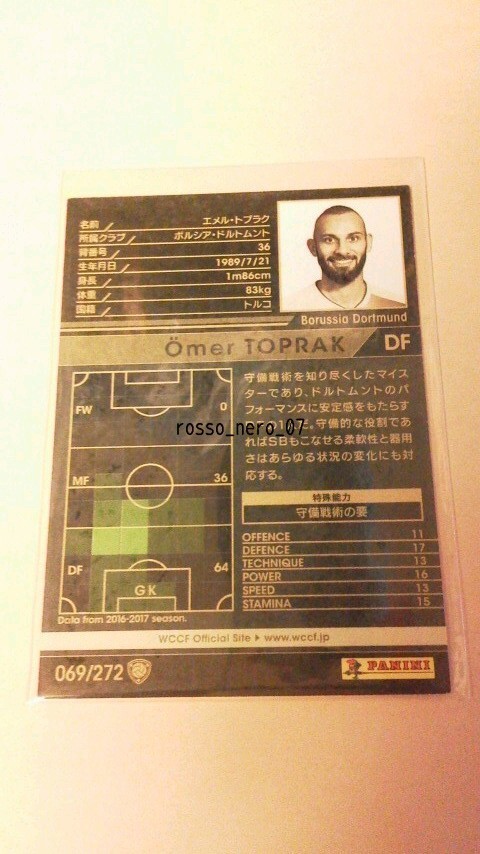 名前 エメル・トプラク
所属クラブ ボルシア・ドルトムント
背番号 36
生年月日 1989/7/21
身長 1m86cm
体重 83kg
国籍 トルコ
Borussia Dortmund
Ömer TOPRAK DF
守備戦術を知り尽くしたマイス
ターであり、ドルトムントのパ
フォーマンスに安定感をもたらす
守備的な役割であ
ればSBもこなせる柔軟性と器用
さはあらゆる状況の変化にも対
応する。
rosso_nero_07
FW 0
MF 36
DF 64
GK
Data from 2016-2017 season.
特殊能力
守備戦術の要
OFFENCE 11
DEFENCE 17
TECHNIQUE 13
POWER 16
SPEED 13
STAMINA 15
WCCF Official Site ▶ www.wccf.jp
069/272
PANINI